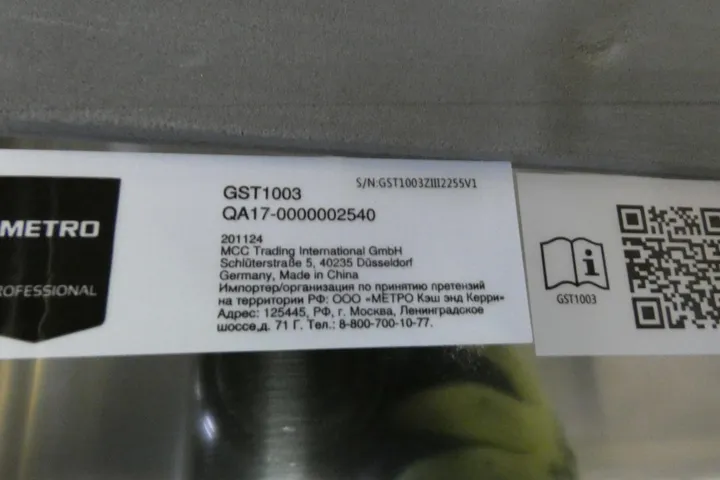 METRO
PROFESSIONAL
S/N:GST1003ZIII2255V1
GST1003
QA17-0000002540
201124
MCC Trading International GmbH
Schlüterstraße 5, 40235 Düsseldorf
Germany, Made in China
Импортер/организация по принятию претензий
на территории РФ: ООО «МЕТРО Кэш энд Керри»
Адрес: 125445, РФ, г. Москва, Ленинградское
шоссе,д. 71 Г. Тел.: 8-800-700-10-77.
i
GST1003